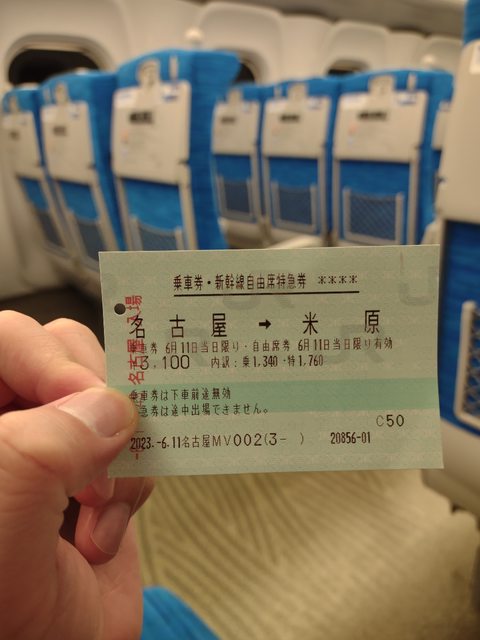 乗車券・新幹線自由席特急券 ****
名古屋 → 米原
車券 6月11日当日限り・自由席券 6月11日当日限り有効
¥3,100 内訳:乗1,340・特1,760
乗車券は下車前途無効
急券は途中出場できません。
C50
2023.-6.11名古屋MV002(3- ) 20856-01
名古屋 入場